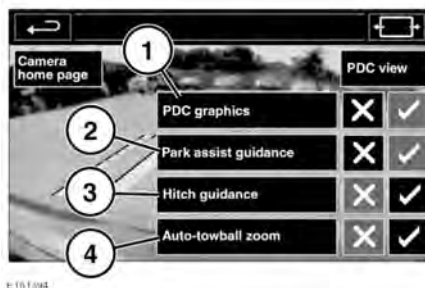 Camera
home page
1
PDC view
PDC graphics
2
Park assist guidance
3
Hitch guidance
4
Auto-towball zoom